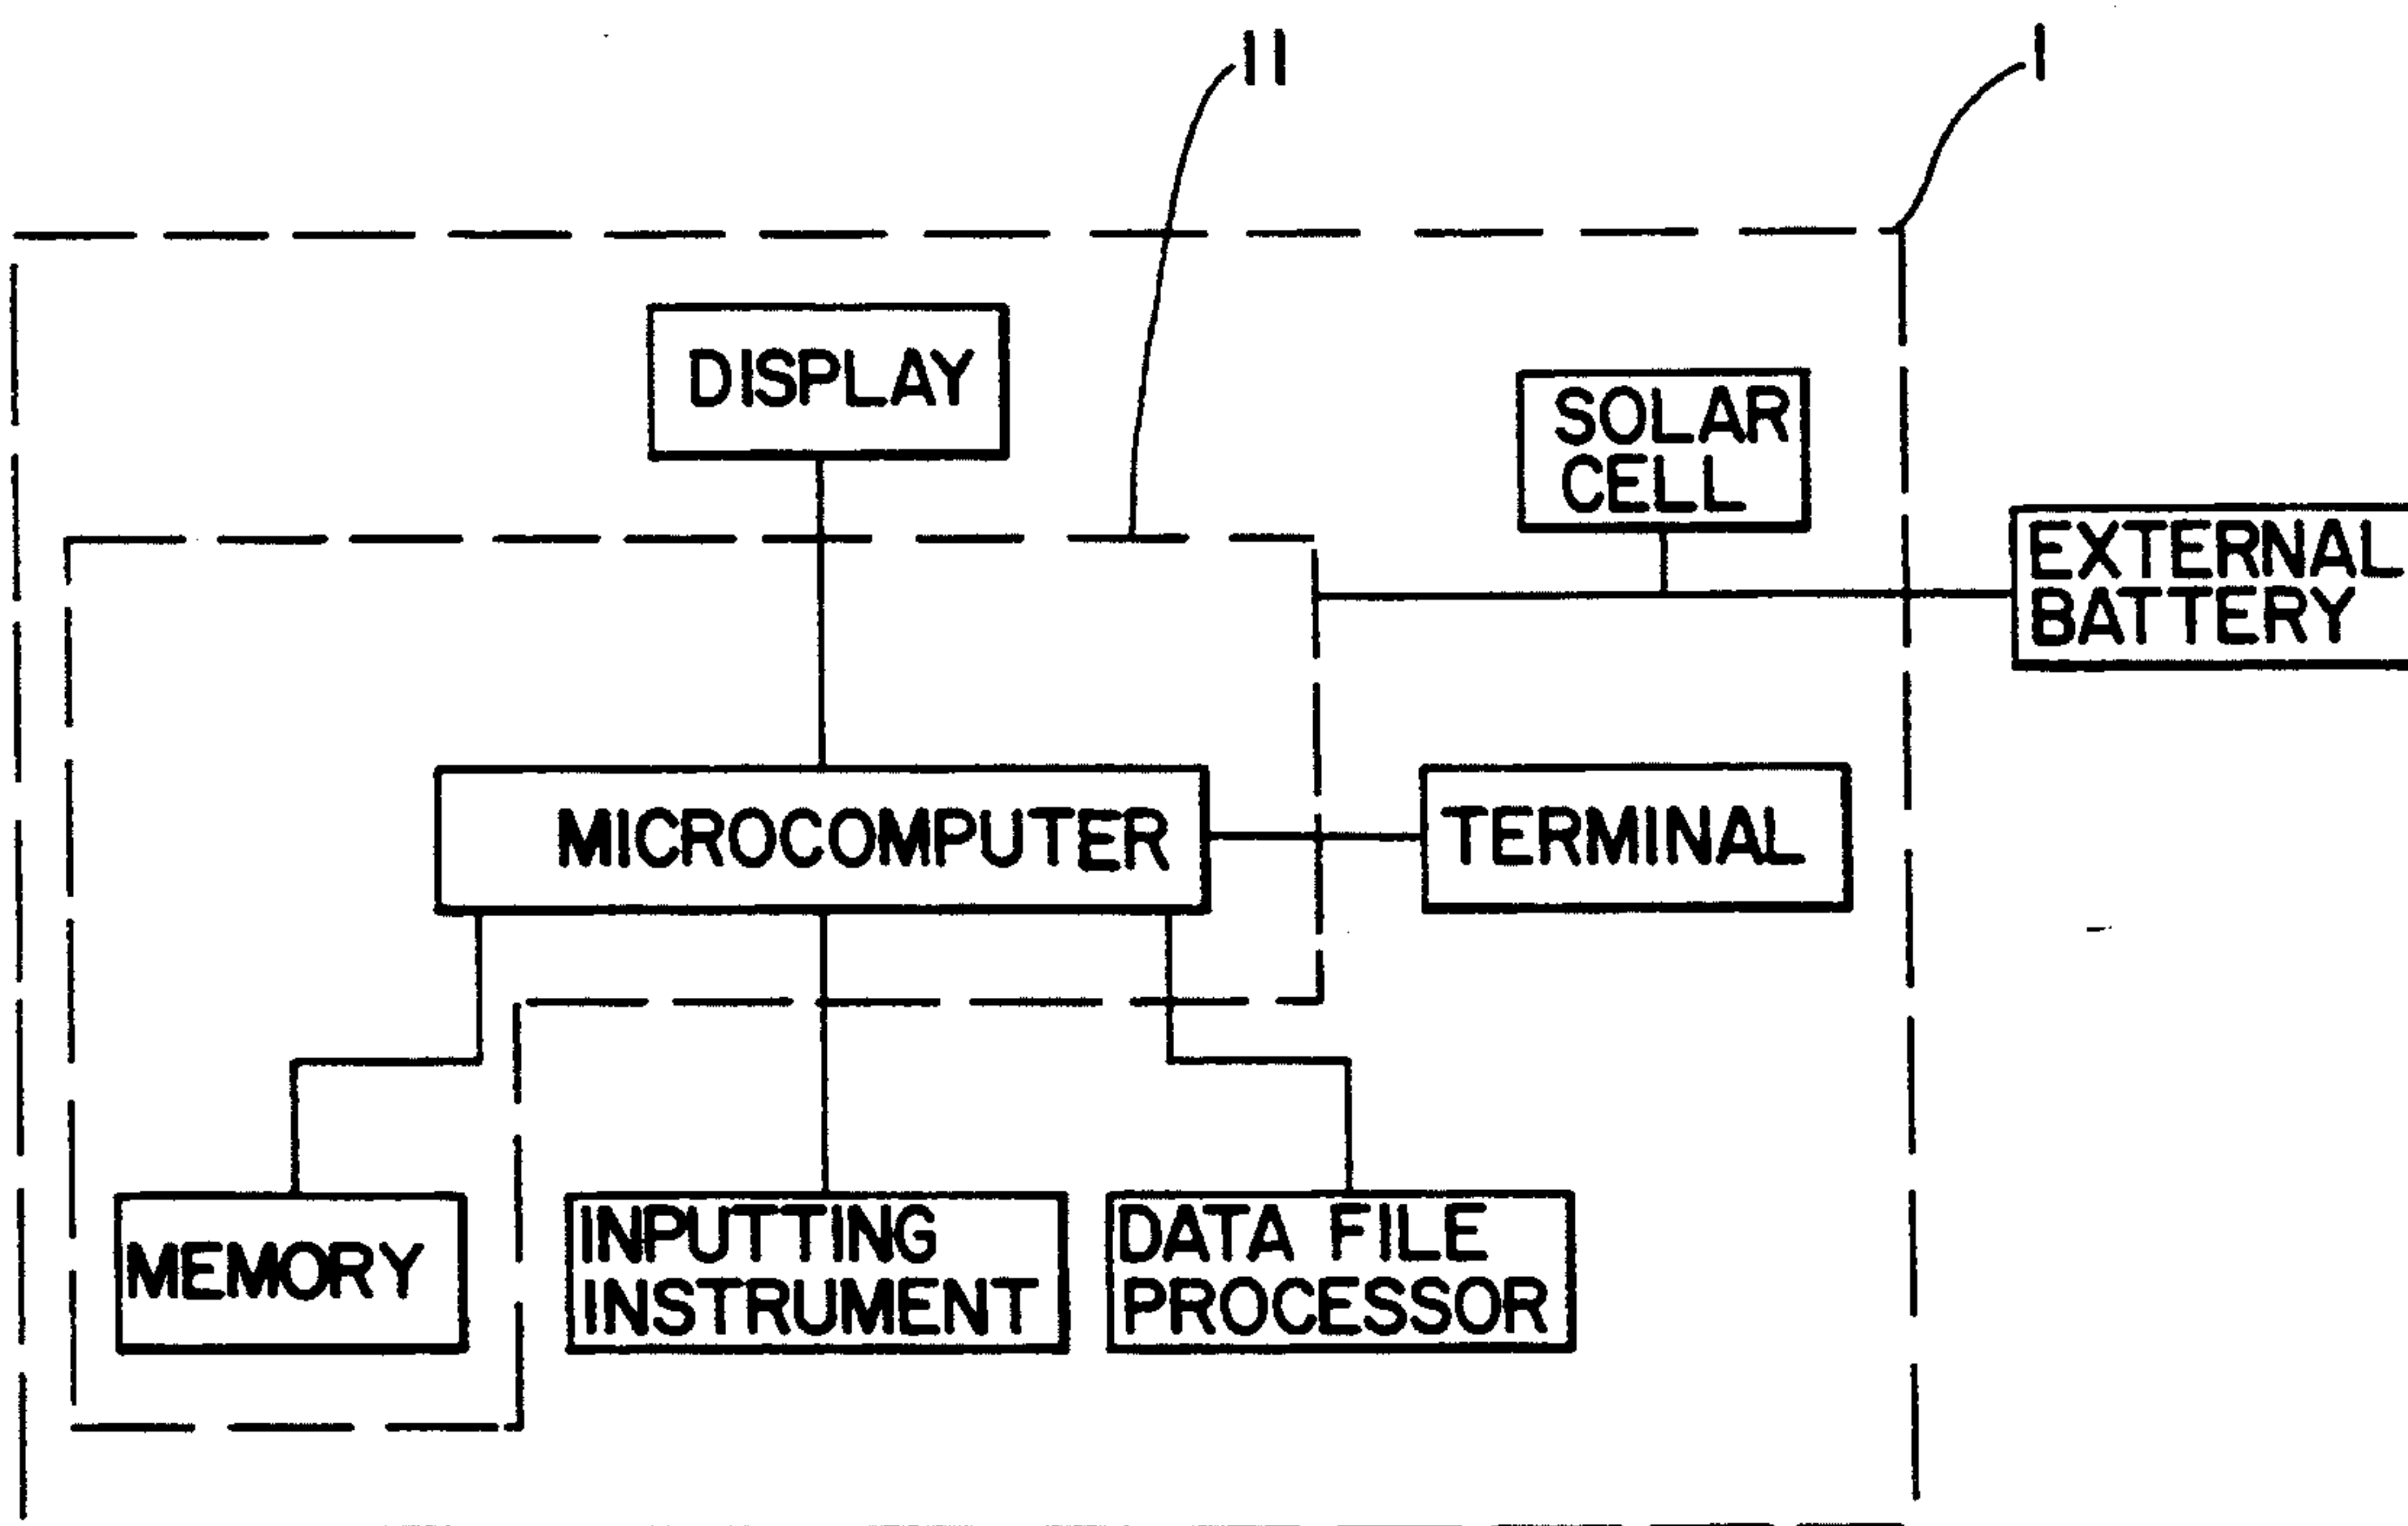 11
1
DISPLAY
SOLAR
CELL
EXTERNAL
BATTERY
MICROCOMPUTER
TERMINAL
MEMORY
INPUTTING
INSTRUMENT
DATA FILE
PROCESSOR